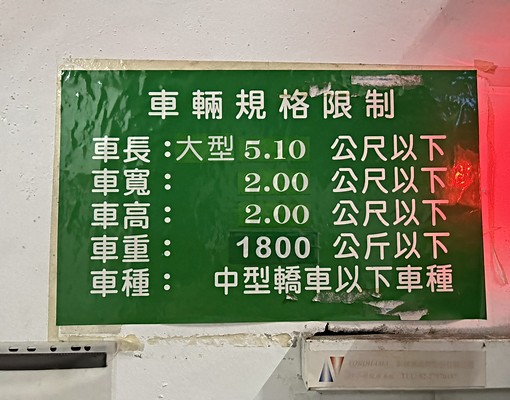 車輛規格限制
車長：大型 5.10 公尺以下
車寬： 2.00 公尺以下
車高： 2.00 公尺以下
車重： 1800 公斤以下
車種： 中型轎車以下車種